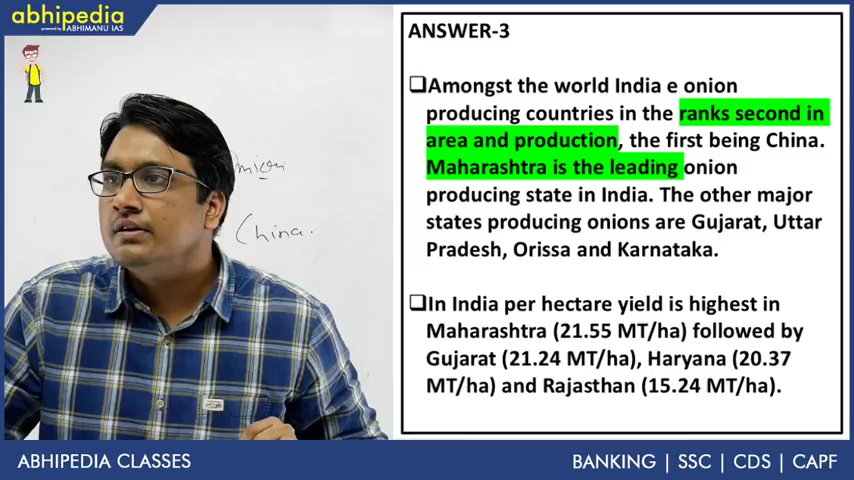 abhipedia
powered by ABHIMANU IAS
ANSWER-3
❑Amongst the world India e onion
producing countries in the ranks second in
area and production, the first being China.
Maharashtra is the leading onion
producing state in India. The other major
states producing onions are Gujarat, Uttar
Pradesh, Orissa and Karnataka.
❑In India per hectare yield is highest in
Maharashtra (21.55 MT/ha) followed by
Gujarat (21.24 MT/ha), Haryana (20.37
MT/ha) and Rajasthan (15.24 MT/ha).
China.
ABHIPEDIA CLASSES
BANKING | SSC | CDS | CAPF